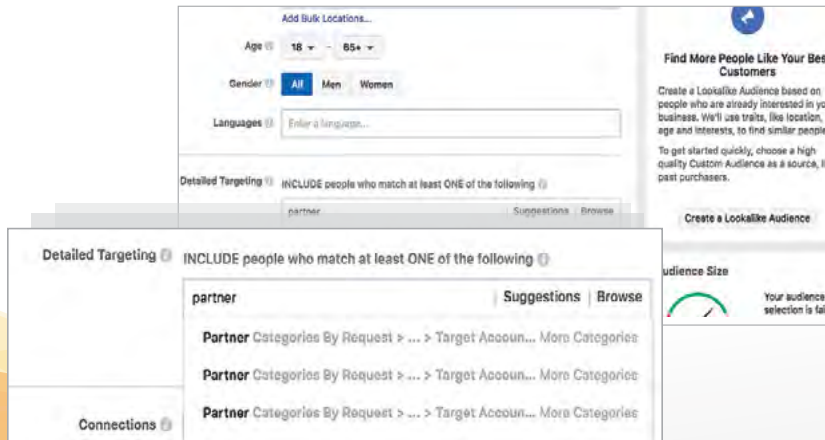 Add Bulk Locations...
Age 18 - 65+
Gender All Men Women
Languages Enter a language...
Detailed Targeting INCLUDE people who match at least ONE of the following
partner Suggestions Browse
Find More People Like Your Bes
Customers
Create a Lookalike Audience based on
people who are already interested in yo
business. We'll use traits, like location,
age and interests, to find similar people
To get started quickly, choose a high
quality Custom Audience as a source, li
past purchasers.
Create a Lookalike Audience
udience Size
Your audience
selection is fai
Detailed Targeting INCLUDE people who match at least ONE of the following
partner Suggestions Browse
Partner Categories By Request > ... > Target Accoun... More Categories
Partner Categories By Request > ... > Target Accoun... More Categories
Partner Categories By Request > ... > Target Accoun... More Categories
Connections